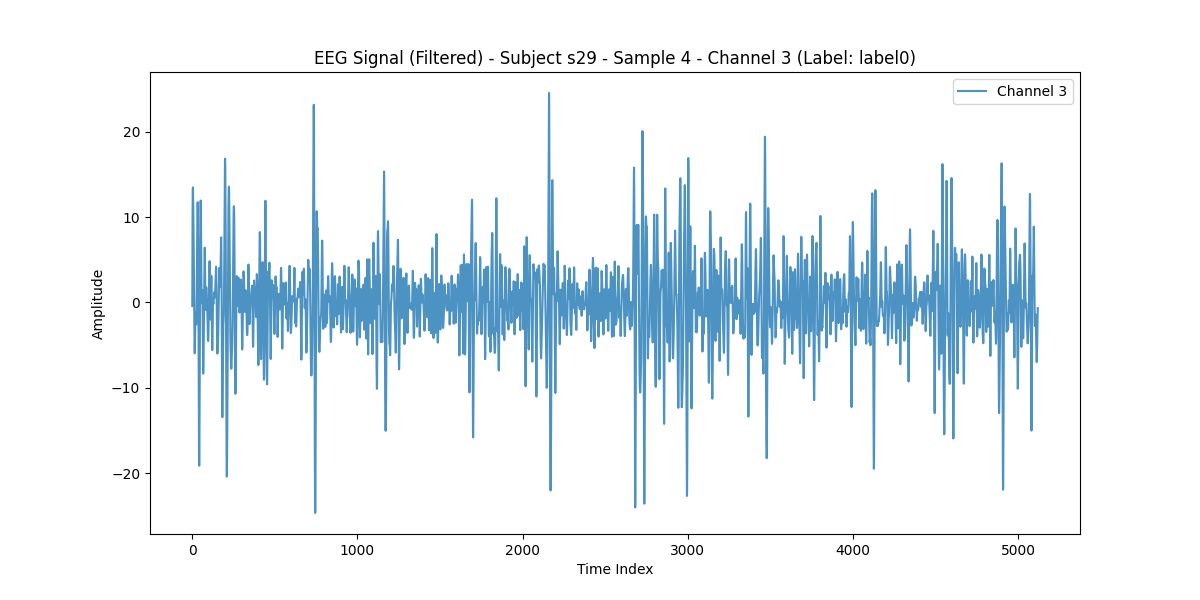 EEG Signal (Filtered) - Subject s29 - Sample 4 - Channel 3 (Label: label0)
Channel 3
Amplitude
20
10
0
−10
−20
0 1000 2000 3000 4000 5000
Time Index